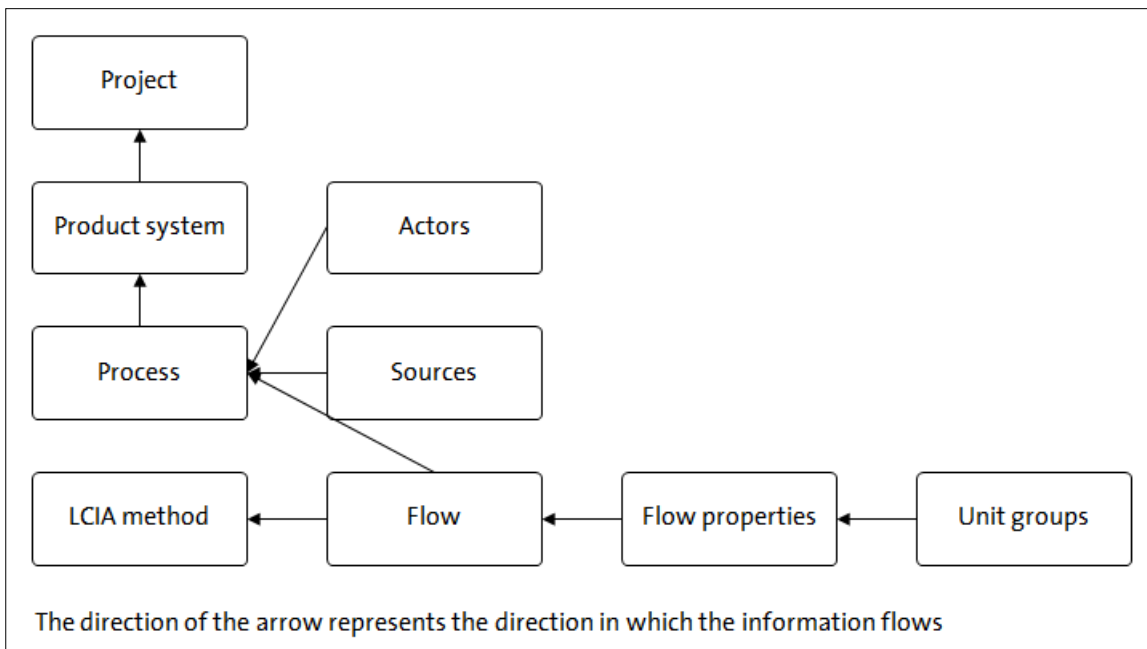 Project
Product system
Actors
Process
Sources
LCIA method
Flow
Flow properties
Unit groups
The direction of the arrow represents the direction in which the information flows